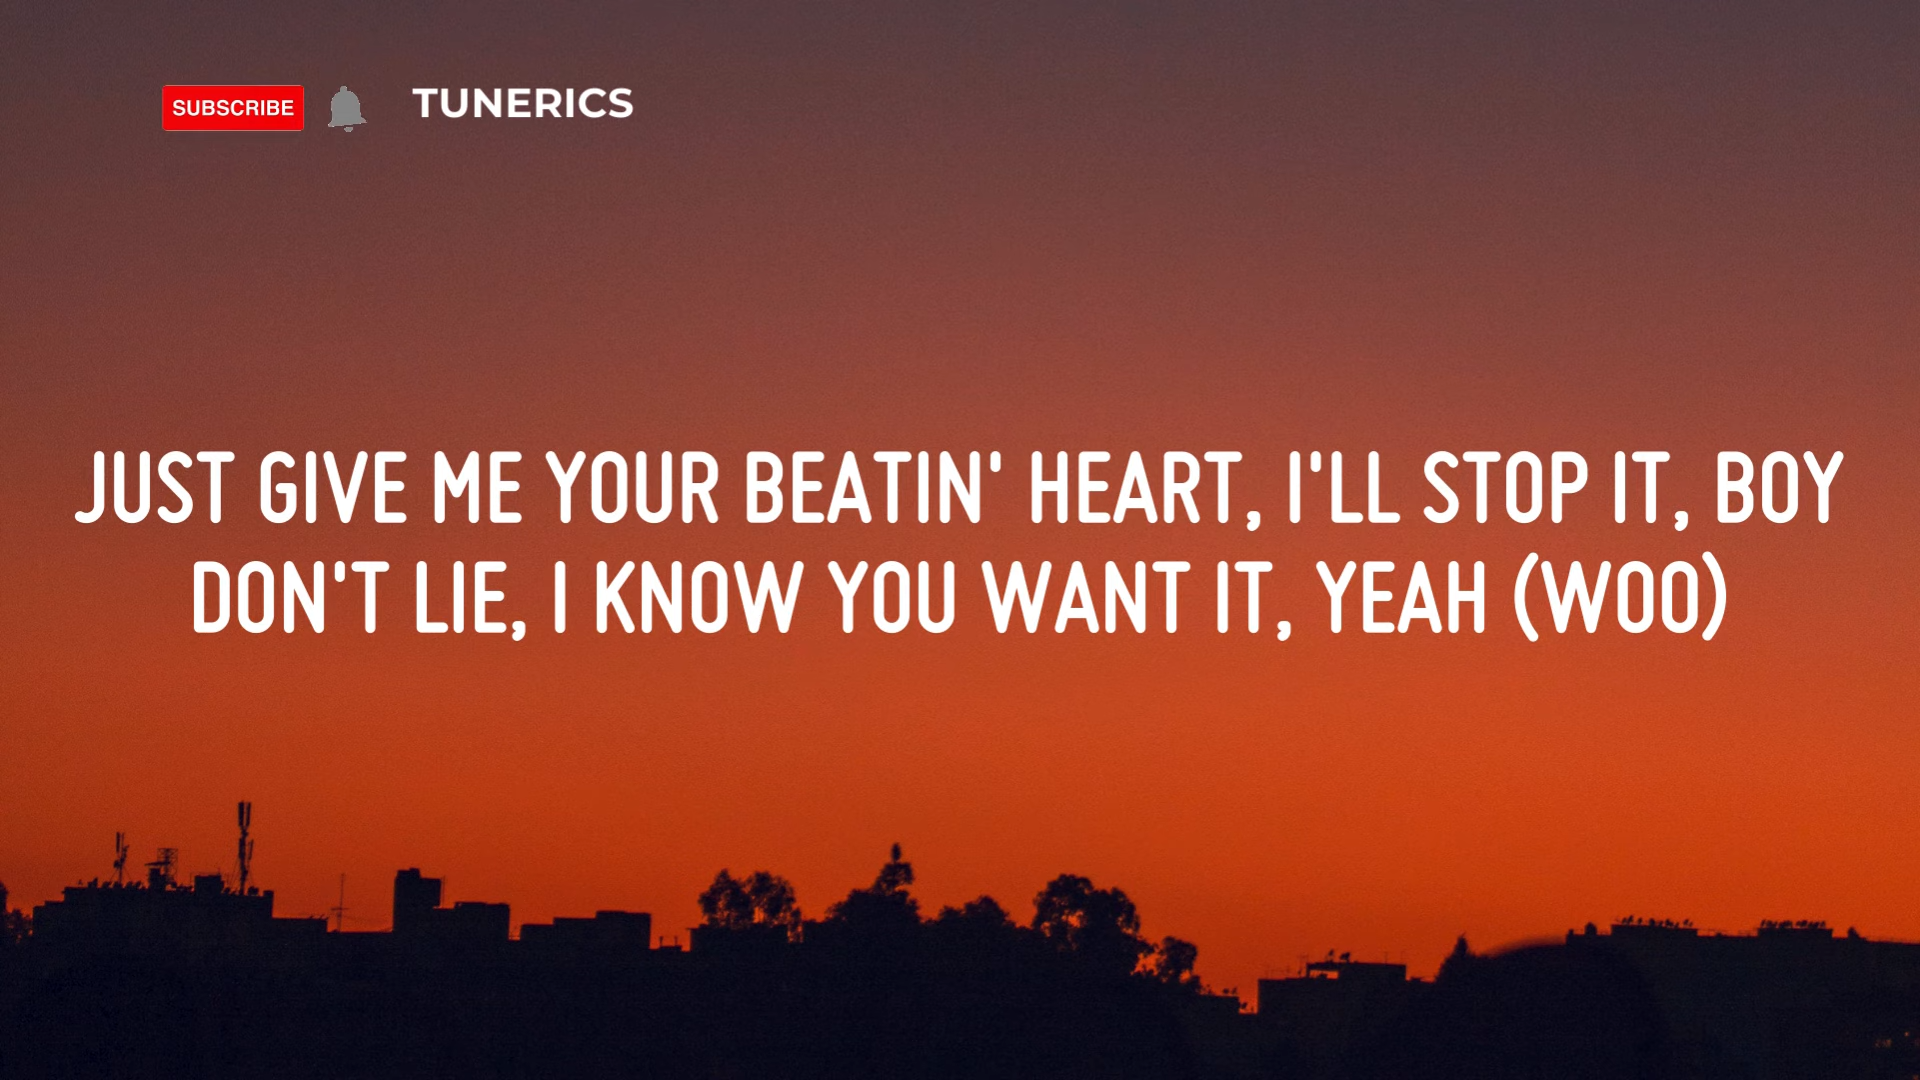 SUBSCRIBE TUNERICS
JUST GIVE ME YOUR BEATIN' HEART, I'LL STOP IT, BOY
DON'T LIE, I KNOW YOU WANT IT, YEAH (WOO)